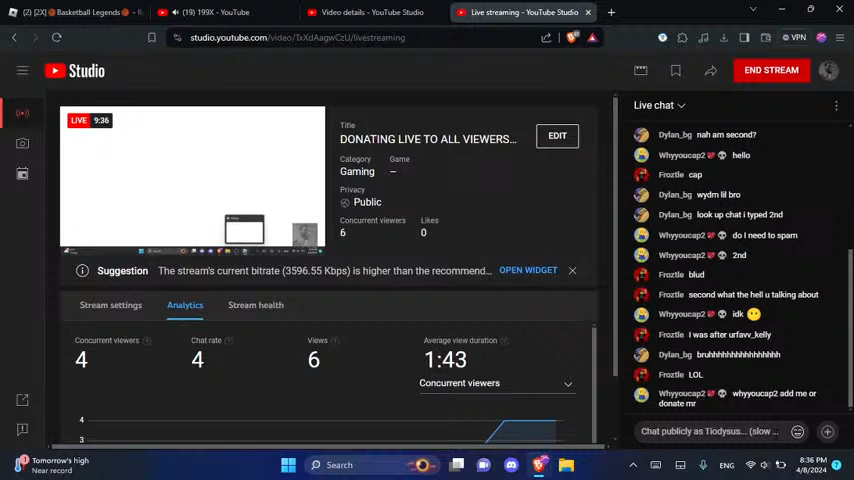 (2) [2X]🏀Basketball Legends🏀 - R
(19) 199X - YouTube
Video details - YouTube Studio
Live streaming - YouTube Studio
studio.youtube.com/video/TxXdAagwCzU/livestreaming
VPN
Studio
END STREAM
LIVE 9:36
Title
DONATING LIVE TO ALL VIEWERS...
EDIT
Category Game
Gaming –
Privacy
Public
Concurrent viewers Likes
6 0
Suggestion The stream's current bitrate (3596.55 Kbps) is higher than the recommend... OPEN WIDGET
Stream settings Analytics Stream health
Concurrent viewers Chat rate Views Average view duration
4 4 6 1:43
Concurrent viewers
4
3
Live chat
Dylan_bg nah am second?
Whyyoucap2 💖 💀 hello
Froztle cap
Dylan_bg wydm lil bro
Dylan_bg look up chat i typed 2nd
Whyyoucap2 💖 💀 do I need to spam
Whyyoucap2 💖 💀 2nd
Froztle blud
Froztle second what the hell u talking about
Whyyoucap2 💖 💀 idk 😶
Froztle I was after urfavv_kelly
Dylan_bg bruhhhhhhhhhhhhhhhhh
Froztle LOL
Whyyoucap2 💖 💀 whyyoucap2 add me or
donate mr
Chat publicly as Tiodysus... (slow ...
Tomorrow's high
Near record
Search
ENG
8:36 PM
4/8/2024